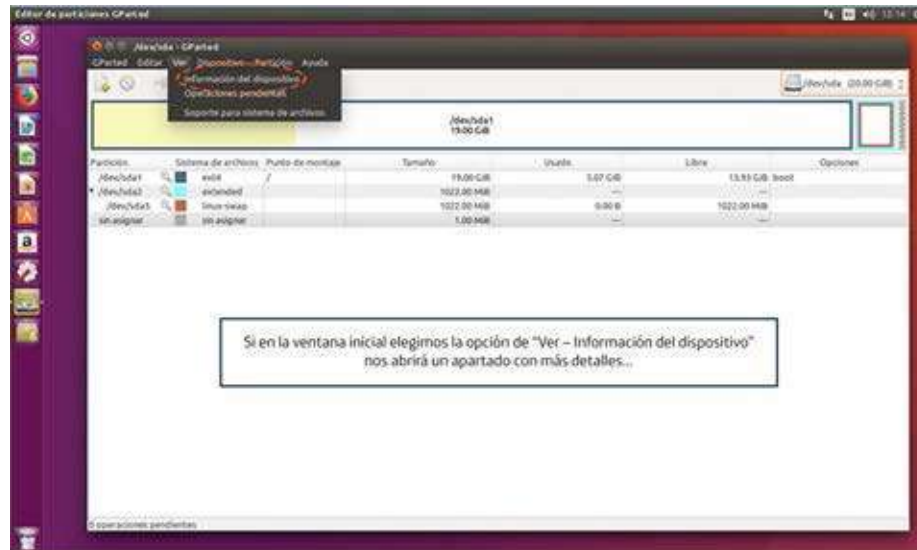 Editor de particiones GParted
12:14
/dev/sda - GParted
GParted Editar Ver Dispositivo Partición Ayuda
Información del dispositivo
Operaciones pendientes
Soporte para sistema de archivos
/dev/sda (20.00 GiB)
/dev/sda1
19.00 GiB
Partición Sistema de archivos Punto de montaje Tamaño Usado Libre Opciones
/dev/sda1 ext4 / 19.00 GiB 5.07 GiB 13.93 GiB boot
/dev/sda2 extended 1022.00 MiB — —
/dev/sda5 linux-swap 1022.00 MiB 0.00 B 1022.00 MiB
sin asignar sin asignar 1.00 MiB — —
Si en la ventana inicial elegimos la opción de “Ver – Información del dispositivo”
nos abrirá un apartado con más detalles...
0 operaciones pendientes